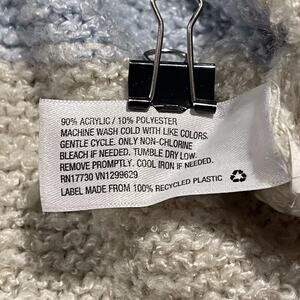 90% ACRYLIC / 10% POLYESTER
MACHINE WASH COLD WITH LIKE COLORS.
GENTLE CYCLE. ONLY NON-CHLORINE
BLEACH IF NEEDED. TUMBLE DRY LOW.
REMOVE PROMPTLY. COOL IRON IF NEEDED.
RN17730 VN1299629
LABEL MADE FROM 100% RECYCLED PLASTIC